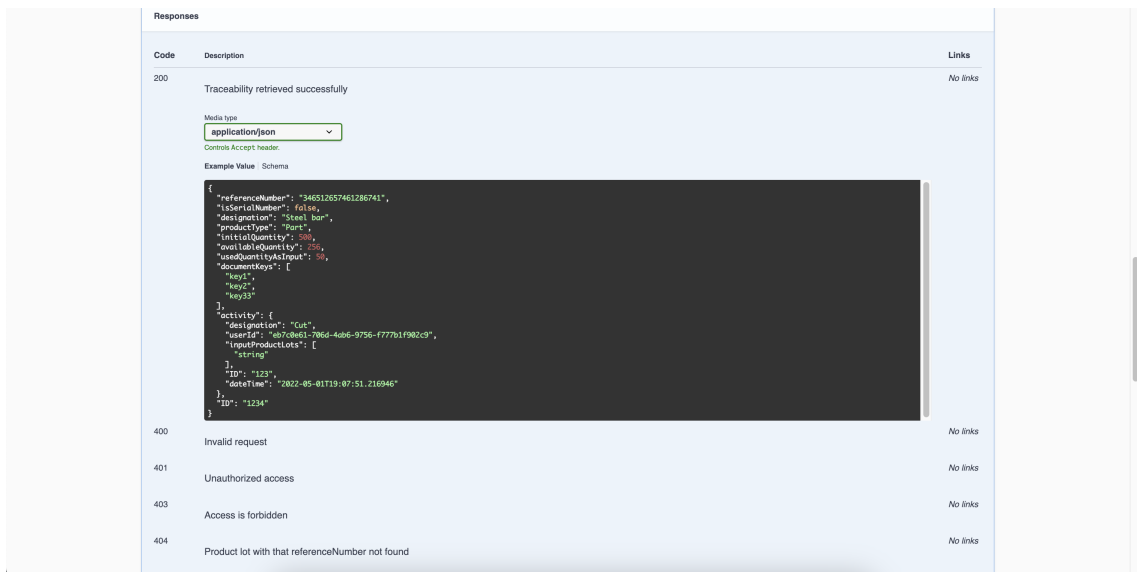 Responses
Code Description Links
200 No links
Traceability retrieved successfully
Media type
application/json
Controls Accept header.
Example Value Schema
{
"referenceNumber": "346512657461286741",
"isSerialNumber": false,
"designation": "Steel bar",
"productType": "Part",
"initialQuantity": 500,
"availableQuantity": 256,
"usedQuantityAsInput": 50,
"documentKeys": [
"key1",
"key2",
"key33"
],
"activity": {
"designation": "Cut",
"userId": "eb7c0e61-706d-4ab6-9756-f777b1f902c9",
"inputProductLots": [
"string"
],
"ID": "123",
"dateTime": "2022-05-01T19:07:51.216946"
},
"ID": "1234"
}
400 No links
Invalid request
401 No links
Unauthorized access
403 No links
Access is forbidden
404 No links
Product lot with that referenceNumber not found